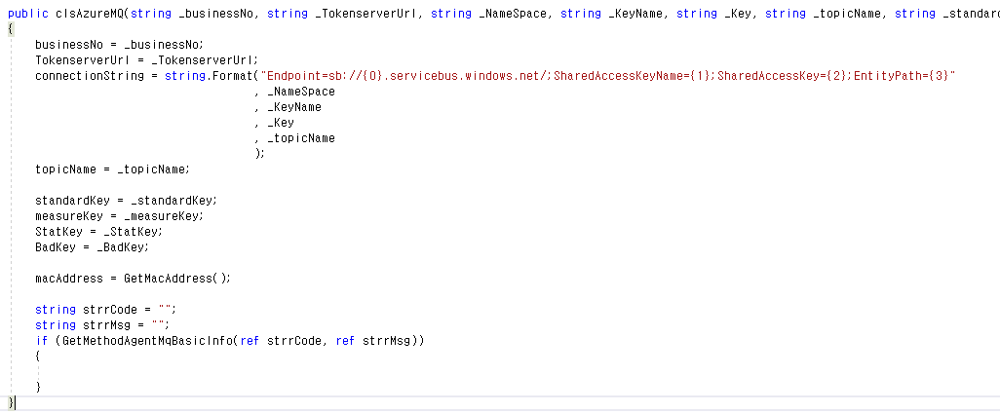 public clsAzureMQ(string _businessNo, string _TokenserverUrl, string _NameSpace, string _KeyName, string _Key, string _topicName, string _standard
{
businessNo = _businessNo;
TokenserverUrl = _TokenserverUrl;
connectionString = string.Format("Endpoint=sb://{0}.servicebus.windows.net/;SharedAccessKeyName={1};SharedAccessKey={2};EntityPath={3}"
, _NameSpace
, _KeyName
, _Key
, _topicName
);
topicName = _topicName;
standardKey = _standardKey;
measureKey = _measureKey;
StatKey = _StatKey;
BadKey = _BadKey;
macAddress = GetMacAddress();
string strrCode = "";
string strrMsg = "";
if (GetMethodAgentMqBasicInfo(ref strrCode, ref strrMsg))
{
}
}